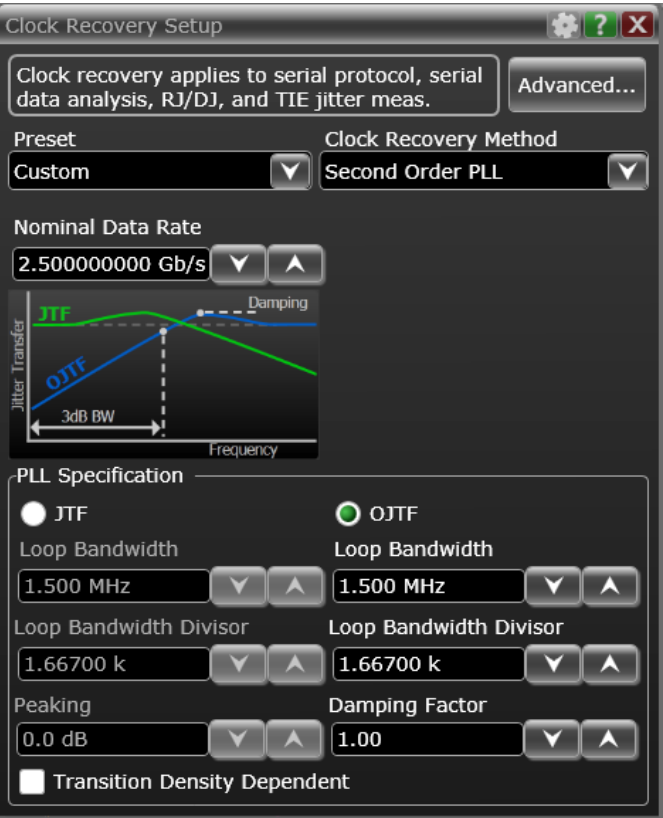 Clock Recovery Setup
?
X
Clock recovery applies to serial protocol, serial
data analysis, RJ/DJ, and TIE jitter meas.
Advanced...
Preset
Clock Recovery Method
Custom
Second Order PLL
Nominal Data Rate
2.500000000 Gb/s
JTF
Damping
OJTF
Jitter Transfer
3dB BW
Frequency
PLL Specification
JTF
OJTF
Loop Bandwidth
Loop Bandwidth
1.500 MHz
1.500 MHz
Loop Bandwidth Divisor
Loop Bandwidth Divisor
1.66700 k
1.66700 k
Peaking
Damping Factor
0.0 dB
1.00
Transition Density Dependent